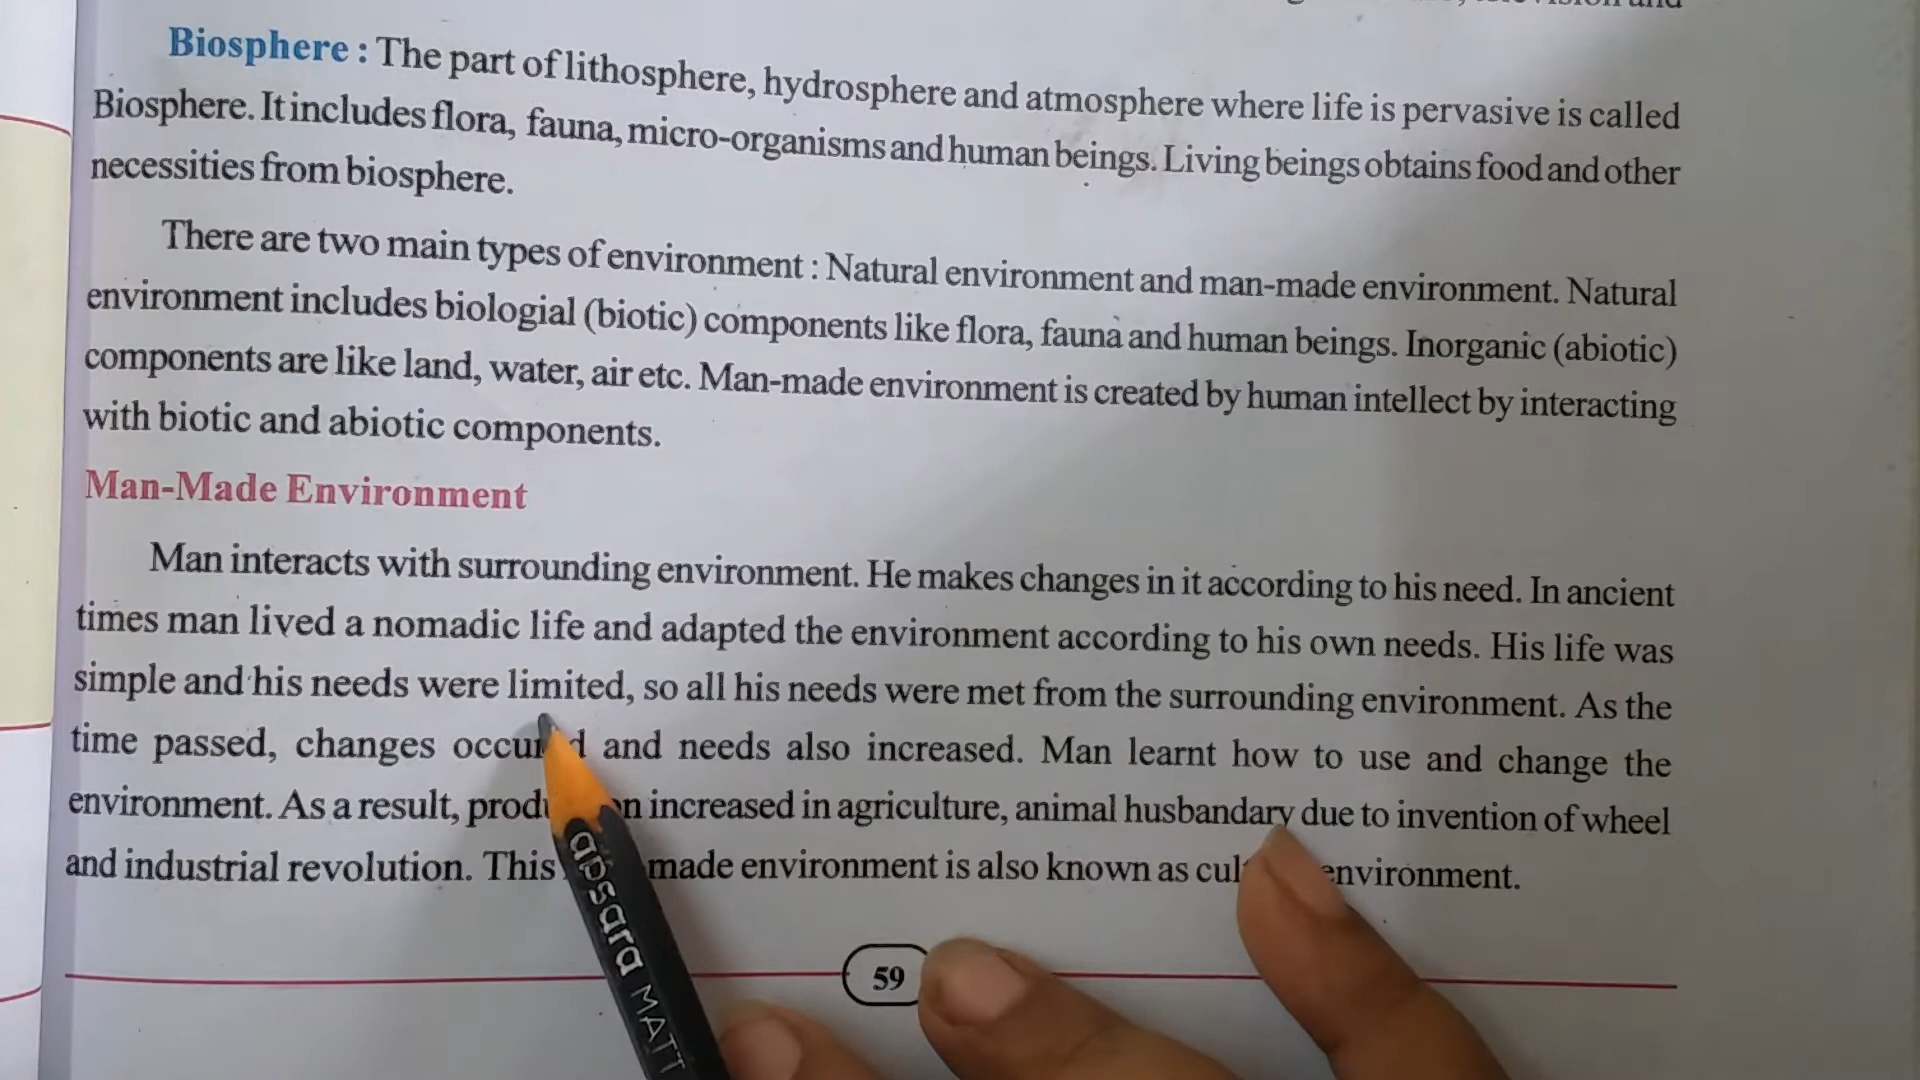 Biosphere : The part of lithosphere, hydrosphere and atmosphere where life is pervasive is called
Biosphere. It includes flora, fauna, micro-organisms and human beings. Living beings obtains food and other
necessities from biosphere.
There are two main types of environment : Natural environment and man-made environment. Natural
environment includes biologial (biotic) components like flora, fauna and human beings. Inorganic (abiotic)
components are like land, water, air etc. Man-made environment is created by human intellect by interacting
with biotic and abiotic components.
Man-Made Environment
Man interacts with surrounding environment. He makes changes in it according to his need. In ancient
times man lived a nomadic life and adapted the environment according to his own needs. His life was
simple and his needs were limited, so all his needs were met from the surrounding environment. As the
time passed, changes and needs also increased. Man learnt how to use and change the
environment. As a result, increased in agriculture, animal husbandary due to invention of wheel
and industrial revolution. This made environment is also known as environment.
59
apsara MATT